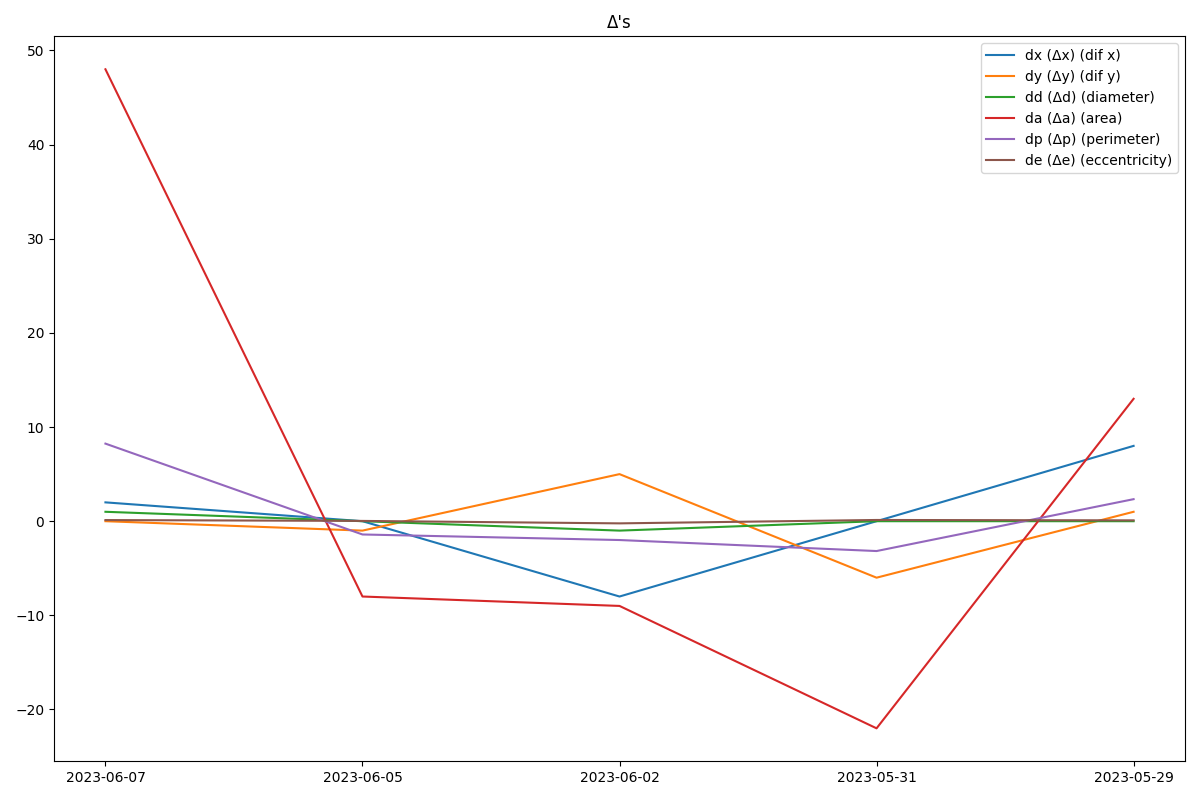 Δ's
50
40
30
20
10
0
−10
−20
dx (Δx) (dif x)
dy (Δy) (dif y)
dd (Δd) (diameter)
da (Δa) (area)
dp (Δp) (perimeter)
de (Δe) (eccentricity)
2023-06-07 2023-06-05 2023-06-02 2023-05-31 2023-05-29